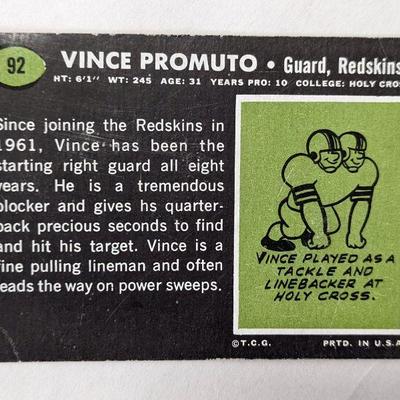 92 VINCE PROMUTO • Guard, Redskins
HT: 6'1" WT: 245 AGE: 31 YEARS PRO: 10 COLLEGE: HOLY CROSS
Since joining the Redskins in
1961, Vince has been the
starting right guard all eight
years. He is a tremendous
blocker and gives hs quarter-
back precious seconds to find
and hit his target. Vince is a
fine pulling lineman and often
leads the way on power sweeps.
VINCE PLAYED AS A
TACKLE AND
LINEBACKER AT
HOLY CROSS.
©T.C.G. PRTD. IN U.S.A.